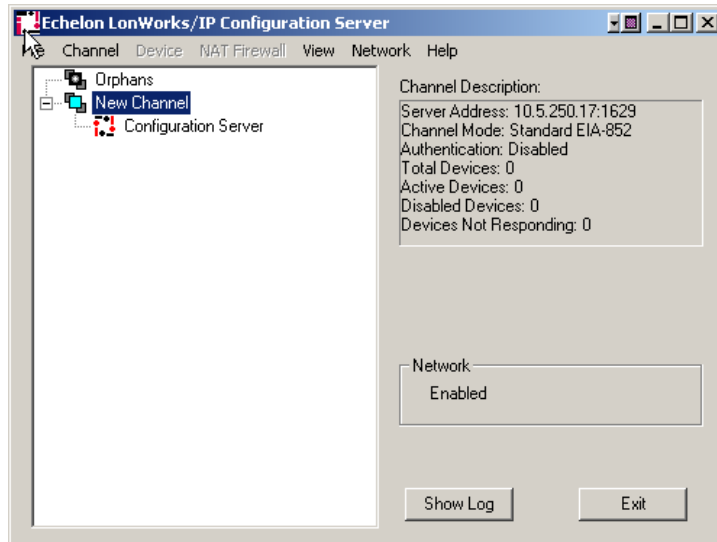 Echelon LonWorks/IP Configuration Server
Channel Device NAT Firewall View Network Help
Orphans
New Channel
Configuration Server
Channel Description:
Server Address: 10.5.250.17:1629
Channel Mode: Standard EIA-852
Authentication: Disabled
Total Devices: 0
Active Devices: 0
Disabled Devices: 0
Devices Not Responding: 0
Network
Enabled
Show Log
Exit